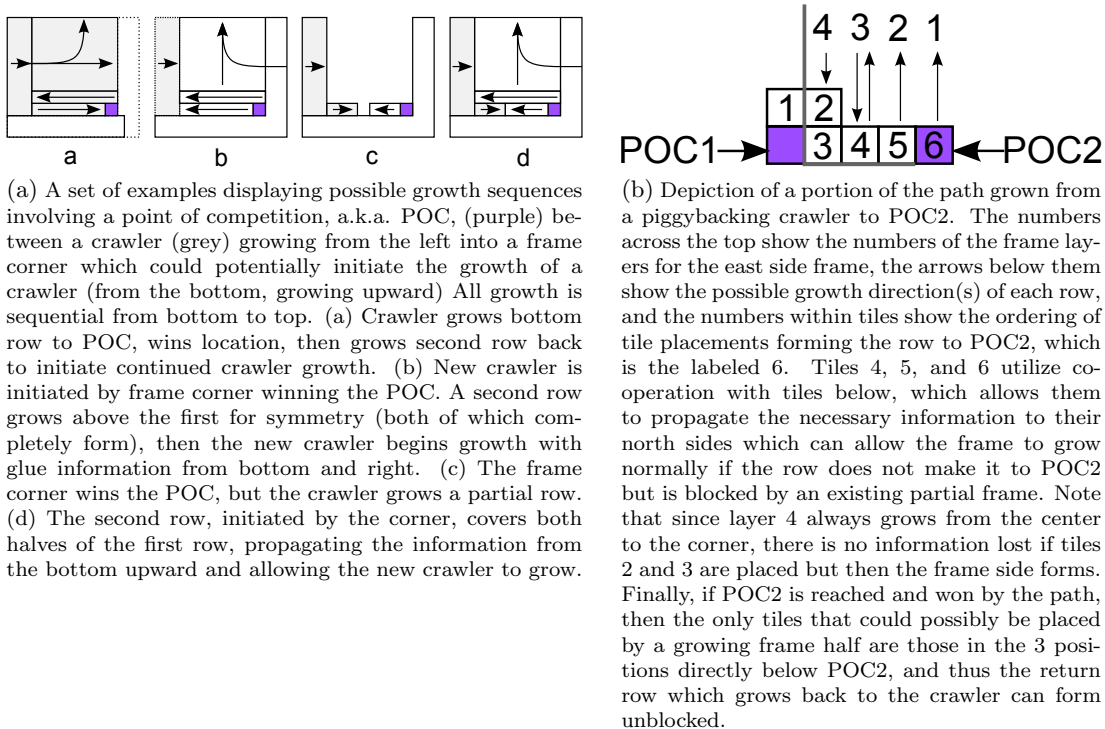 a
b
c
d
4 3 2 1
1 2
POC1 3 4 5 6 POC2
(a) A set of examples displaying possible growth sequences
involving a point of competition, a.k.a. POC, (purple) be-
tween a crawler (grey) growing from the left into a frame
corner which could potentially initiate the growth of a
crawler (from the bottom, growing upward) All growth is
sequential from bottom to top. (a) Crawler grows bottom
row to POC, wins location, then grows second row back
to initiate continued crawler growth. (b) New crawler is
initiated by frame corner winning the POC. A second row
grows above the first for symmetry (both of which com-
pletely form), then the new crawler begins growth with
glue information from bottom and right. (c) The frame
corner wins the POC, but the crawler grows a partial row.
(d) The second row, initiated by the corner, covers both
halves of the first row, propagating the information from
the bottom upward and allowing the new crawler to grow.
(b) Depiction of a portion of the path grown from
a piggybacking crawler to POC2. The numbers
across the top show the numbers of the frame lay-
ers for the east side frame, the arrows below them
show the possible growth direction(s) of each row,
and the numbers within tiles show the ordering of
tile placements forming the row to POC2, which
is the labeled 6. Tiles 4, 5, and 6 utilize co-
operation with tiles below, which allows them
to propagate the necessary information to their
north sides which can allow the frame to grow
normally if the row does not make it to POC2
but is blocked by an existing partial frame. Note
that since layer 4 always grows from the center
to the corner, there is no information lost if tiles
2 and 3 are placed but then the frame side forms.
Finally, if POC2 is reached and won by the path,
then the only tiles that could possibly be placed
by a growing frame half are those in the 3 posi-
tions directly below POC2, and thus the return
row which grows back to the crawler can form
unblocked.